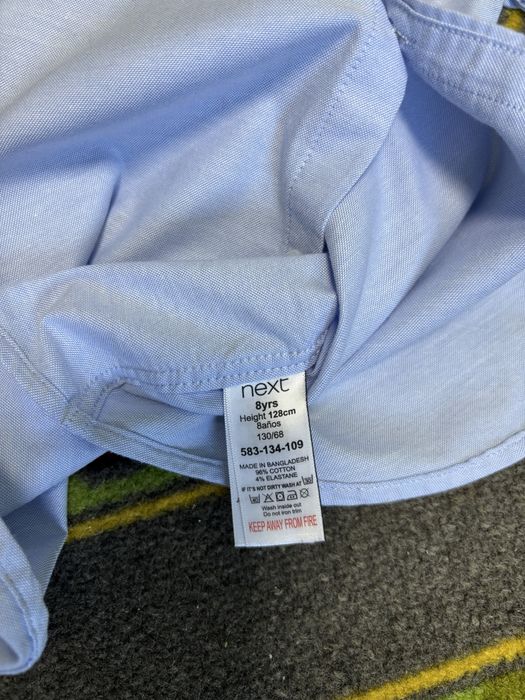 next
8yrs
Height 128cm
8años
130/68
583-134-109
MADE IN BANGLADESH
96% COTTON
4% ELASTANE
IF IT'S NOT DIRTY WASH AT
Wash inside out
Do not iron trim
KEEP AWAY FROM FIRE